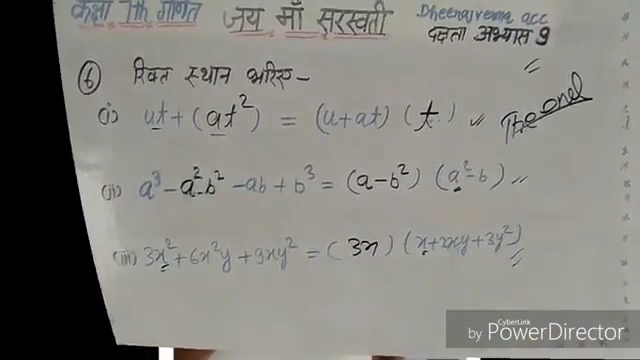 कक्षा 7th गणित जय माँ सरस्वती Dheerajverma acc
दक्षता अभ्यास 9
⑥ रिक्त स्थान भरिए-
(i) ut + (at²) = (u+at) (t.)
The end
(ii) a³ - a²b² - ab + b³ = (a-b²) (a²-b)
(iii) 3x² + 6x²y + 9xy² = (3x) (x+2xy+3y²)
CyberLink
by PowerDirector